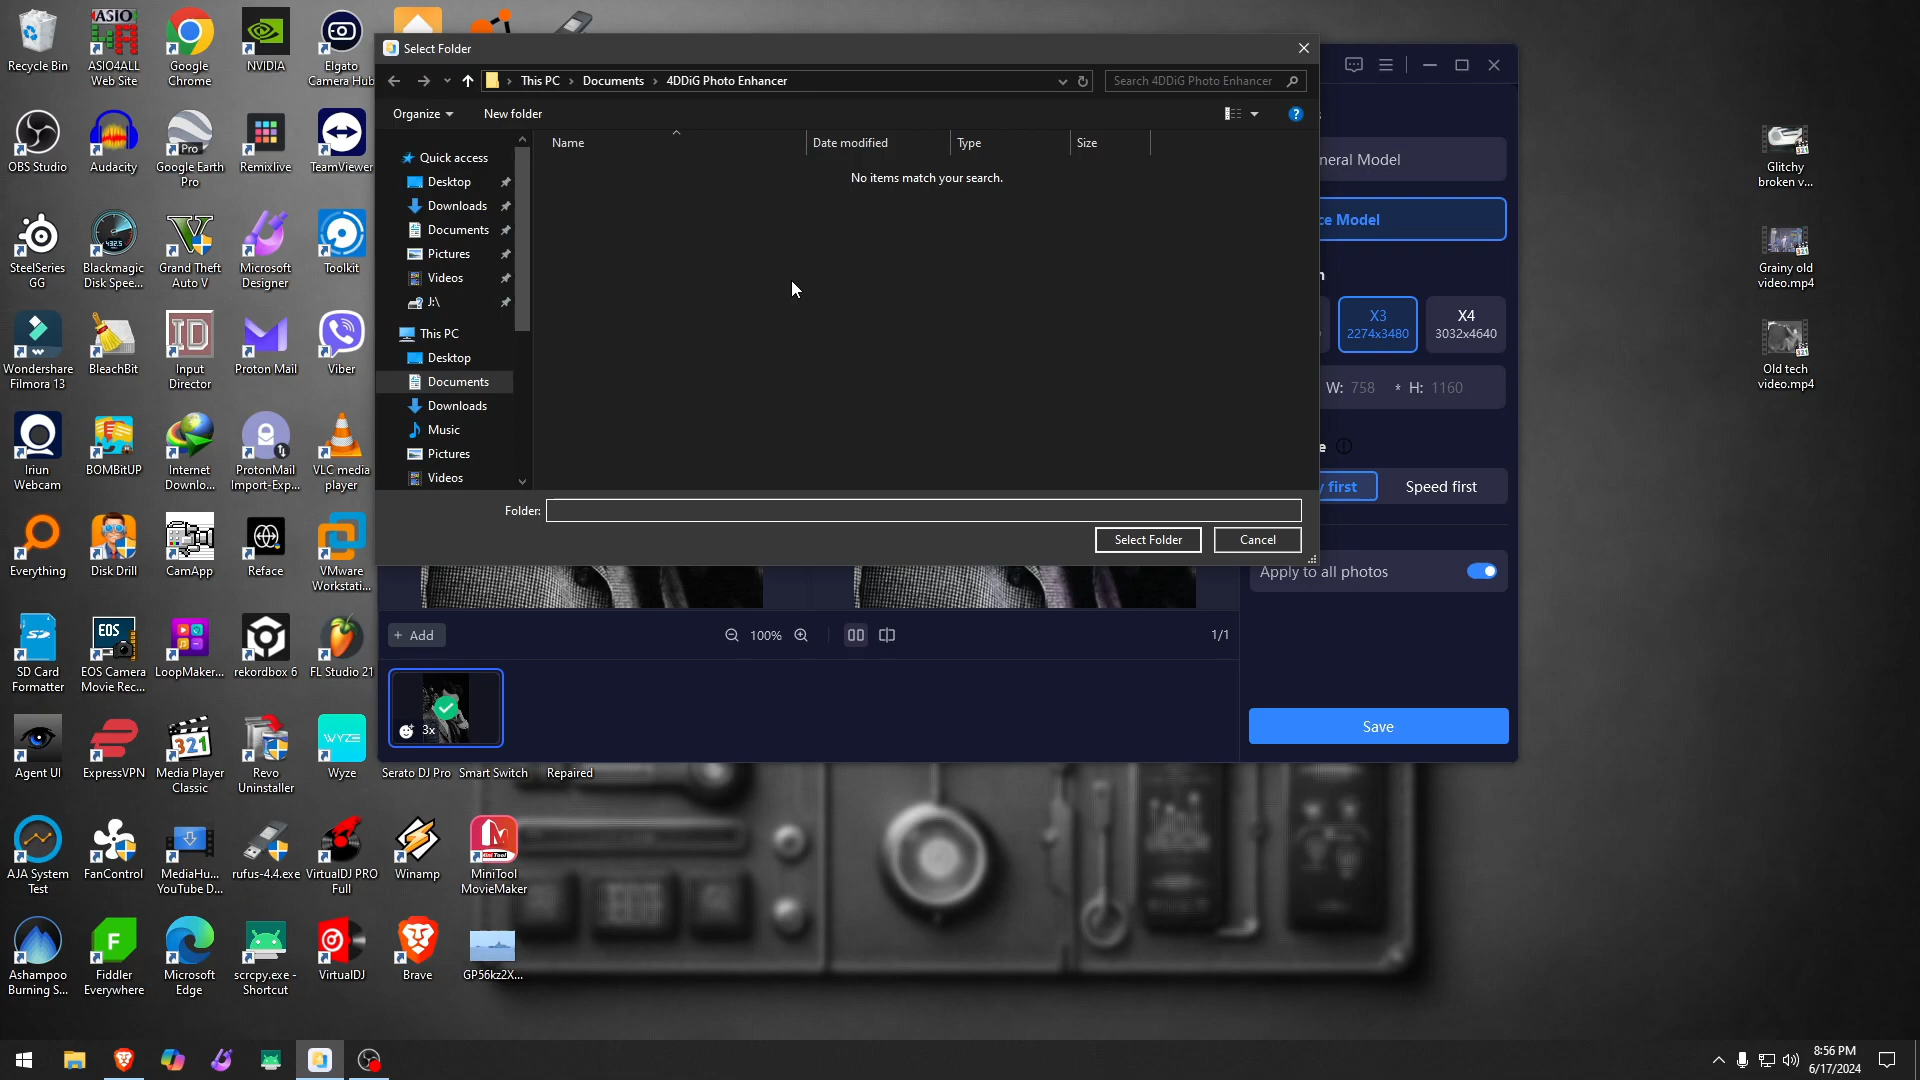 Select Folder
This PC
Documents
4DDiG Photo Enhancer
Search 4DDiG Photo Enhancer
Organize
New folder
Name
Date modified
Type
Size
No items match your search.
Quick access
Desktop
Downloads
Documents
Pictures
Videos
J:\
This PC
Desktop
Documents
Downloads
Music
Pictures
Videos
Folder:
Select Folder
Cancel
neral Model
ce Model
X3
2274x3480
X4
3032x4640
W: 758 * H: 1160
y first
Speed first
Apply to all photos
Save
+ Add
100%
1/1
3x
Recycle Bin
ASIO4ALL
Web Site
Google
Chrome
NVIDIA
Elgato
Camera Hub
OBS Studio
Audacity
Google Earth
Pro
Remixlive
TeamViewer
SteelSeries
GG
Blackmagic
Disk Spee...
Grand Theft
Auto V
Microsoft
Designer
Toolkit
Wondershare
Filmora 13
BleachBit
Input
Director
Proton Mail
Viber
Iriun
Webcam
BOMBitUP
Internet
Downlo...
ProtonMail
Import-Exp...
VLC media
player
Everything
Disk Drill
CamApp
Reface
VMware
Workstati...
SD Card
Formatter
EOS Camera
Movie Rec...
LoopMaker...
rekordbox 6
FL Studio 21
Agent UI
ExpressVPN
Media Player
Classic
Revo
Uninstaller
Wyze
Serato DJ Pro
Smart Switch
Repaired
AJA System
Test
FanControl
MediaHu...
YouTube D...
rufus-4.4.exe
VirtualDJ PRO
Full
Winamp
MiniTool
MovieMaker
Ashampoo
Burning S...
Fiddler
Everywhere
Microsoft
Edge
scrcpy.exe -
Shortcut
VirtualDJ
Brave
GP56kz2X...
Glitchy
broken v...
Grainy old
video.mp4
Old tech
video.mp4
8:56 PM
6/17/2024